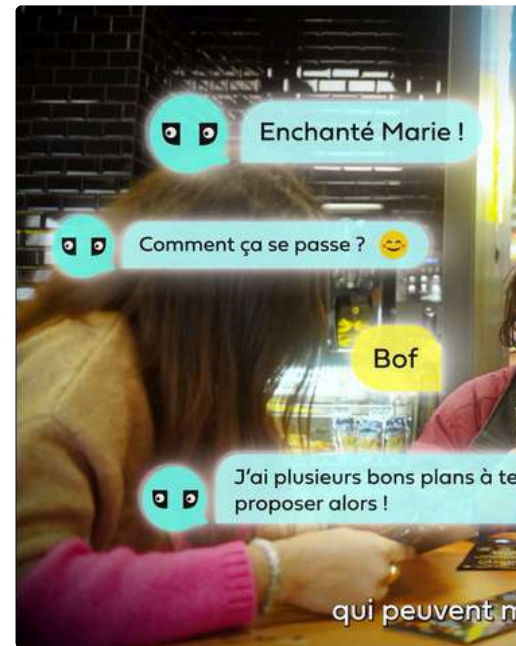 Enchanté Marie !
Comment ça se passe ? 😊
Bof
J'ai plusieurs bons plans à te
proposer alors !
qui peuvent m